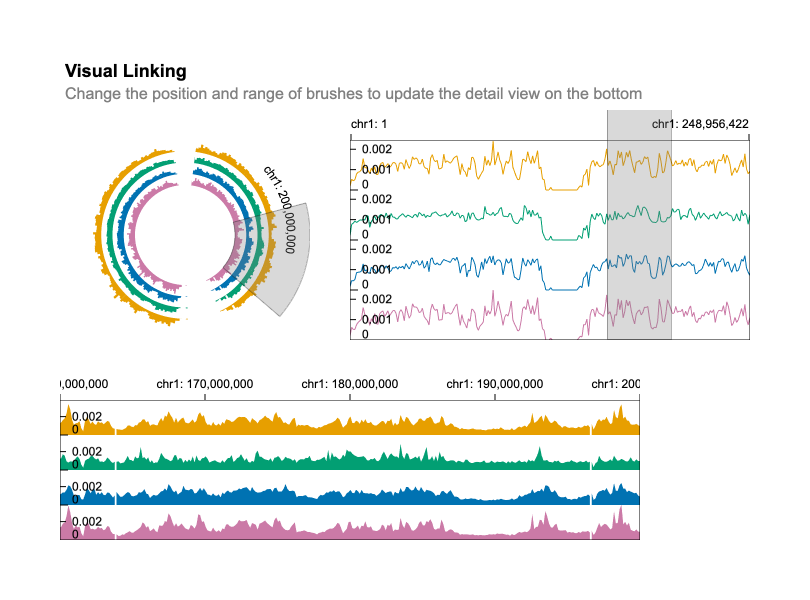 Visual Linking
Change the position and range of brushes to update the detail view on the bottom
chr1: 200,000,000
chr1: 1
chr1: 248,956,422
0.002
0.001
0
0.002
0.001
0
0.002
0.001
0
0.002
0.001
0
0,000,000
chr1: 170,000,000
chr1: 180,000,000
chr1: 190,000,000
chr1: 200
0.002
0
0.002
0
0.002
0
0.002
0